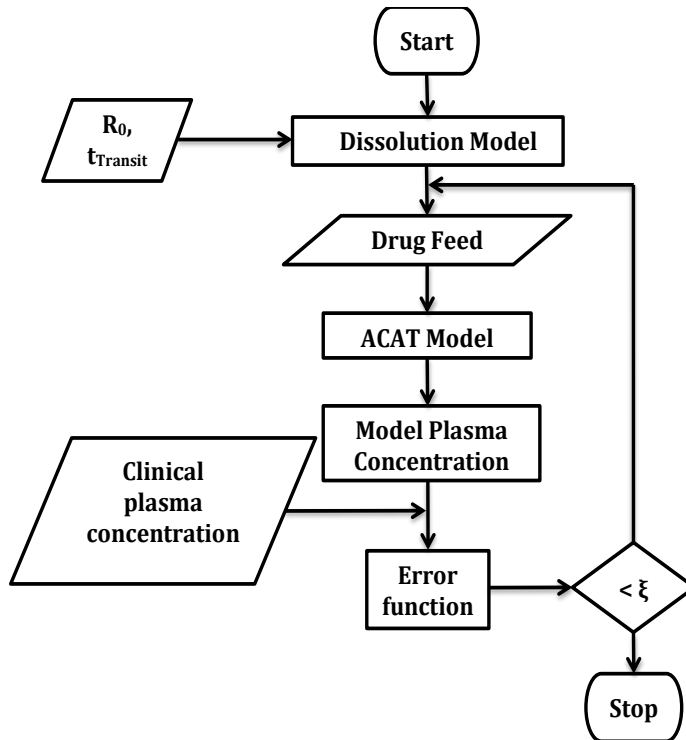 Start
R₀,
tTransit
Dissolution Model
Drug Feed
ACAT Model
Model Plasma
Concentration
Clinical
plasma
concentration
Error
function
< ξ
Stop